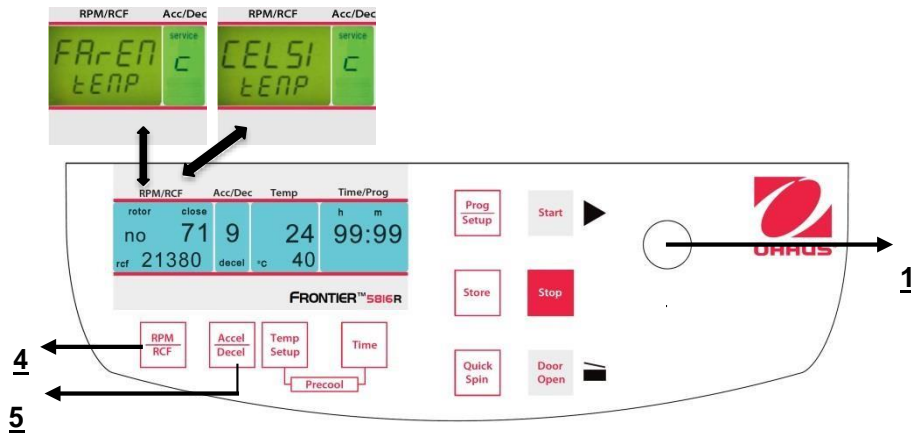 RPM/RCF Acc/Dec
service
FArEN c
tEMP
RPM/RCF Acc/Dec
service
CELSI c
tEMP
RPM/RCF Acc/Dec Temp Time/Prog
rotor close h m
no 71 9 24 99:99
rcf 21380 decel °c 40
FRONTIER™5816R
RPM
RCF
Accel
Decel
Temp
Setup
Time
Precool
Prog
Setup
Start
Store
Stop
Quick
Spin
Door
Open
OHAUS
1
4
5